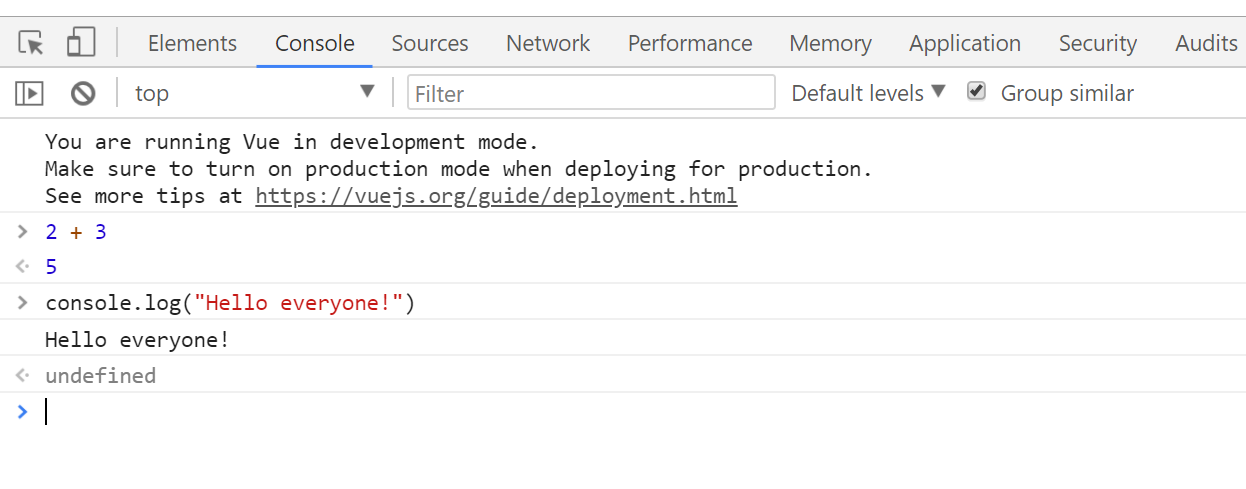 Elements Console Sources Network Performance Memory Application Security Audits
top Filter Default levels Group similar
You are running Vue in development mode.
Make sure to turn on production mode when deploying for production.
See more tips at https://vuejs.org/guide/deployment.html
> 2 + 3
5
> console.log("Hello everyone!")
Hello everyone!
undefined
>